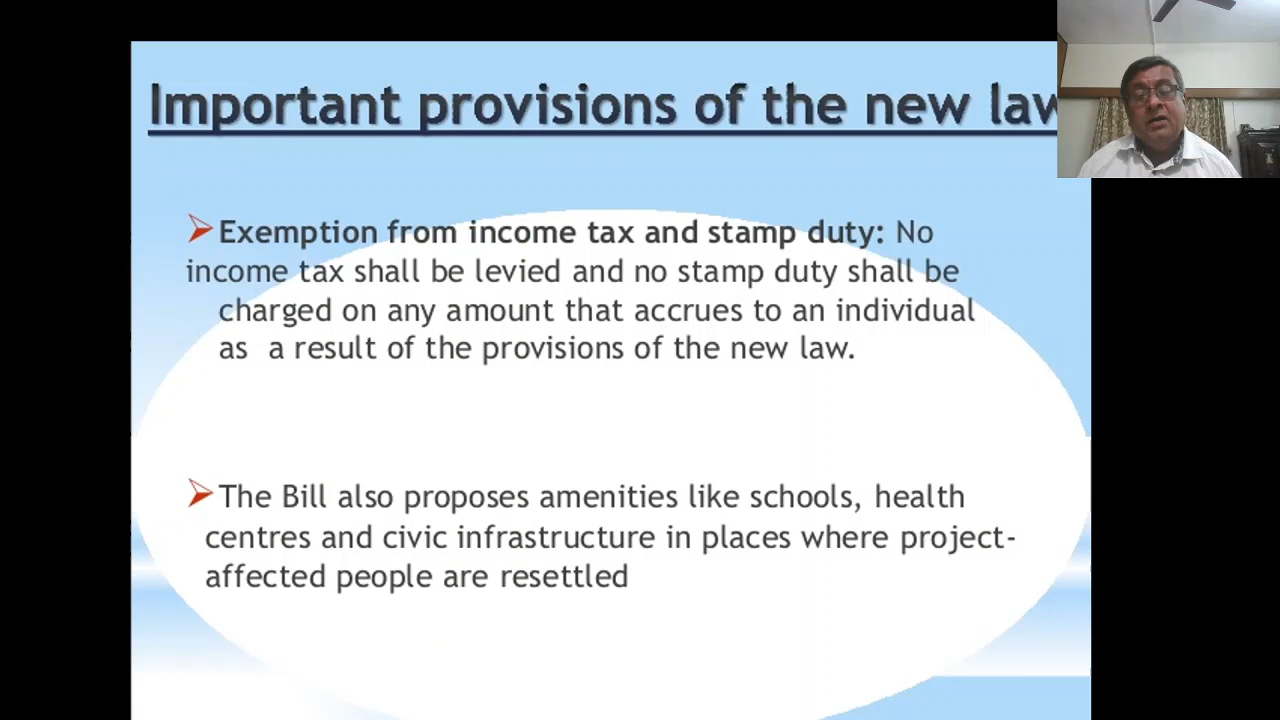 Important provisions of the new law
Exemption from income tax and stamp duty: No
income tax shall be levied and no stamp duty shall be
charged on any amount that accrues to an individual
as a result of the provisions of the new law.
The Bill also proposes amenities like schools, health
centres and civic infrastructure in places where project-
affected people are resettled